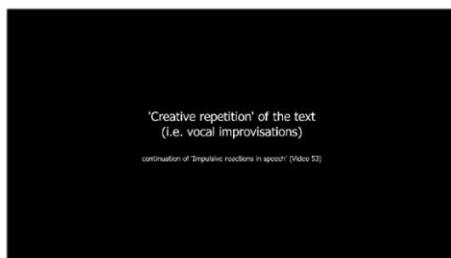 'Creative repetition' of the text
(i.e. vocal improvisations)
continuation of 'Impulsive reactions in speech' (Video 53)